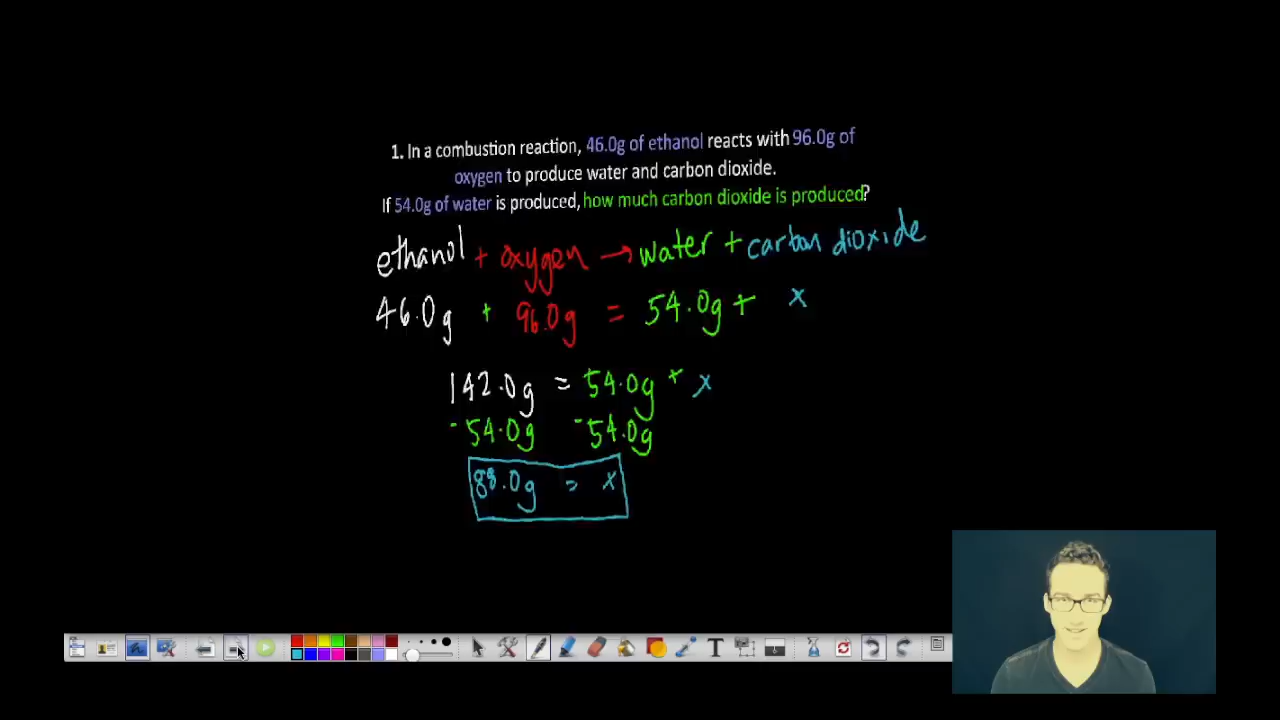 1. In a combustion reaction, 46.0g of ethanol reacts with 96.0g of
oxygen to produce water and carbon dioxide.
If 54.0g of water is produced, how much carbon dioxide is produced?
ethanol + oxygen → water + carbon dioxide
46.0g + 96.0g = 54.0g + x
142.0g = 54.0g + x
-54.0g -54.0g
88.0g = x
T